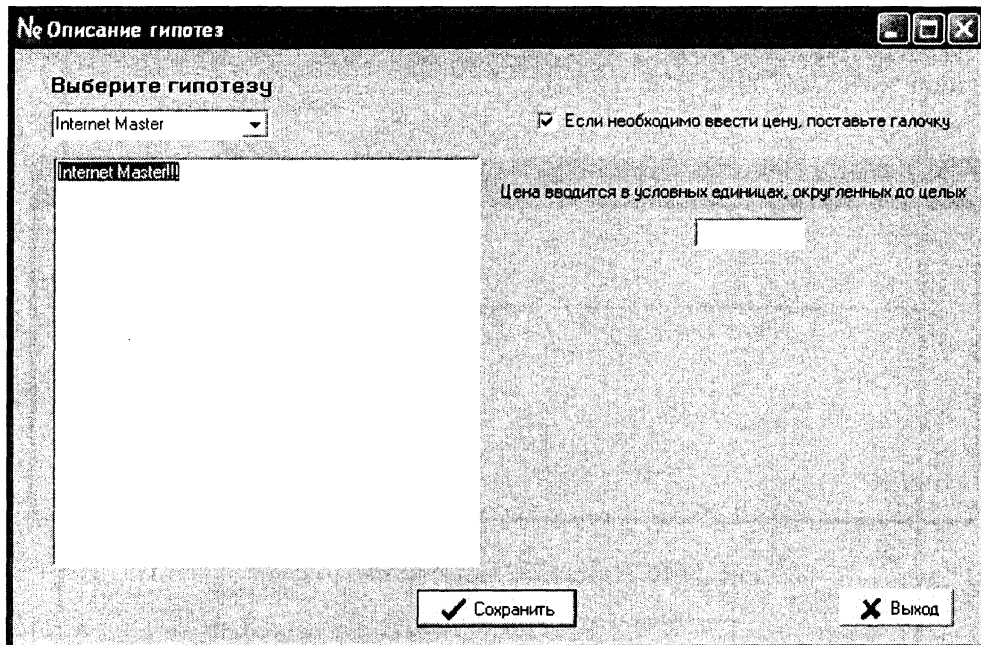 № Описание гипотез
Выберите гипотезу
Internet Master
Если необходимо ввести цену, поставьте галочку
Internet Master!!!
Цена вводится в условных единицах, округленных до целых
Сохранить
Выход